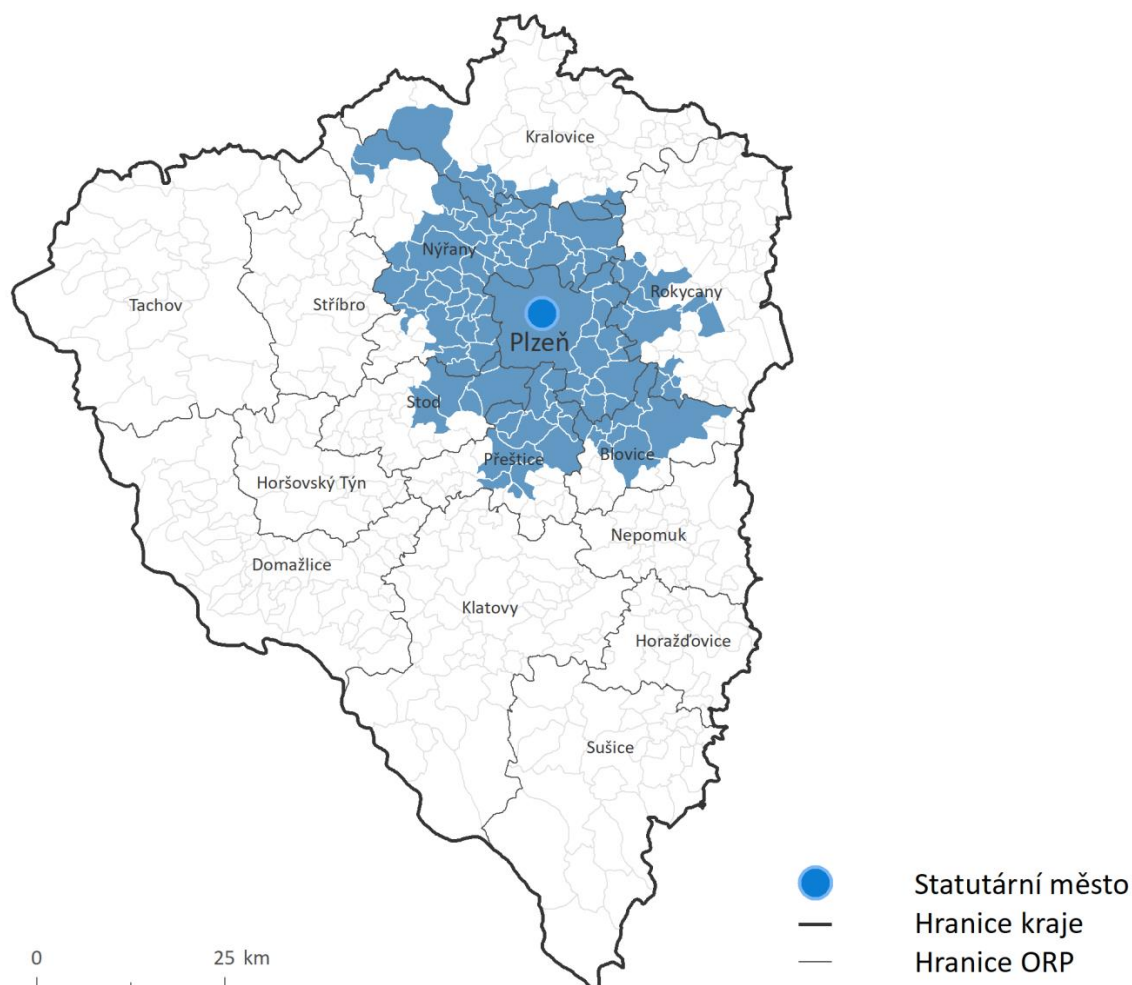 Kralovice
Nýřany
Rokycany
Tachov
Stříbro
Plzeň
Stod
Přeštice
Blovice
Horšovský Týn
Nepomuk
Domažlice
Klatovy
Horažďovice
Sušice
Statutární město
Hranice kraje
0 25 km
Hranice ORP